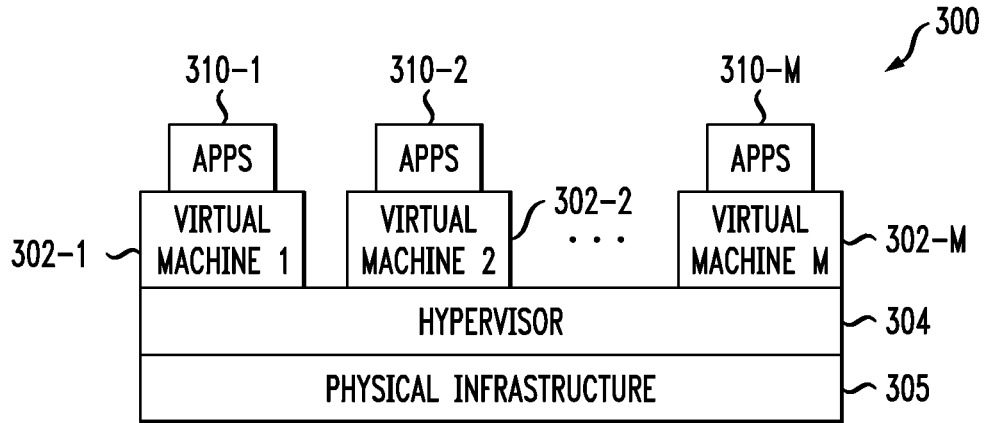 300
310-1
310-2
310-M
APPS
APPS
APPS
302-1
VIRTUAL
MACHINE 1
VIRTUAL
MACHINE 2
302-2
...
VIRTUAL
MACHINE M
302-M
HYPERVISOR
304
PHYSICAL INFRASTRUCTURE
305